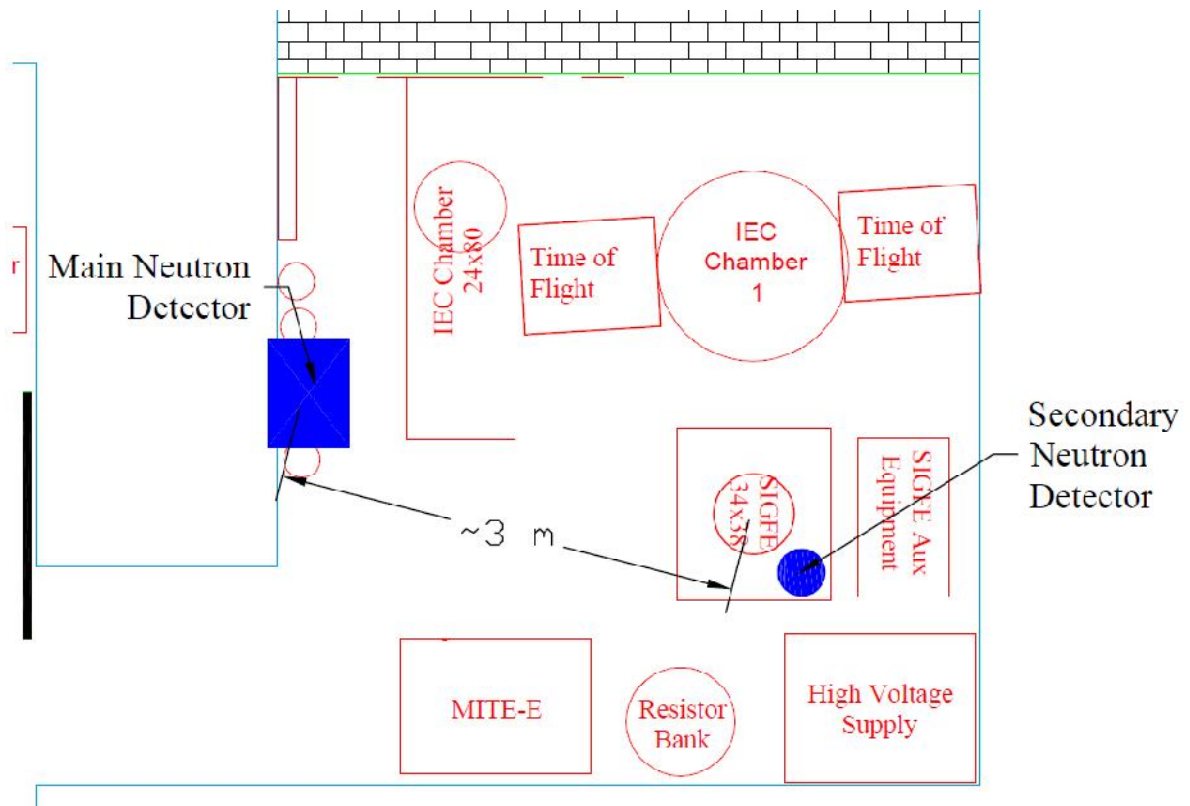 IEC Chamber
24x80
Time of
Flight
IEC
Chamber
1
Time of
Flight
r
Main Neutron
Detector
Secondary
Neutron
Detector
SIGFE
34x38
SIGFE Aux
Equipment
~3 m
MITE-E
Resistor
Bank
High Voltage
Supply